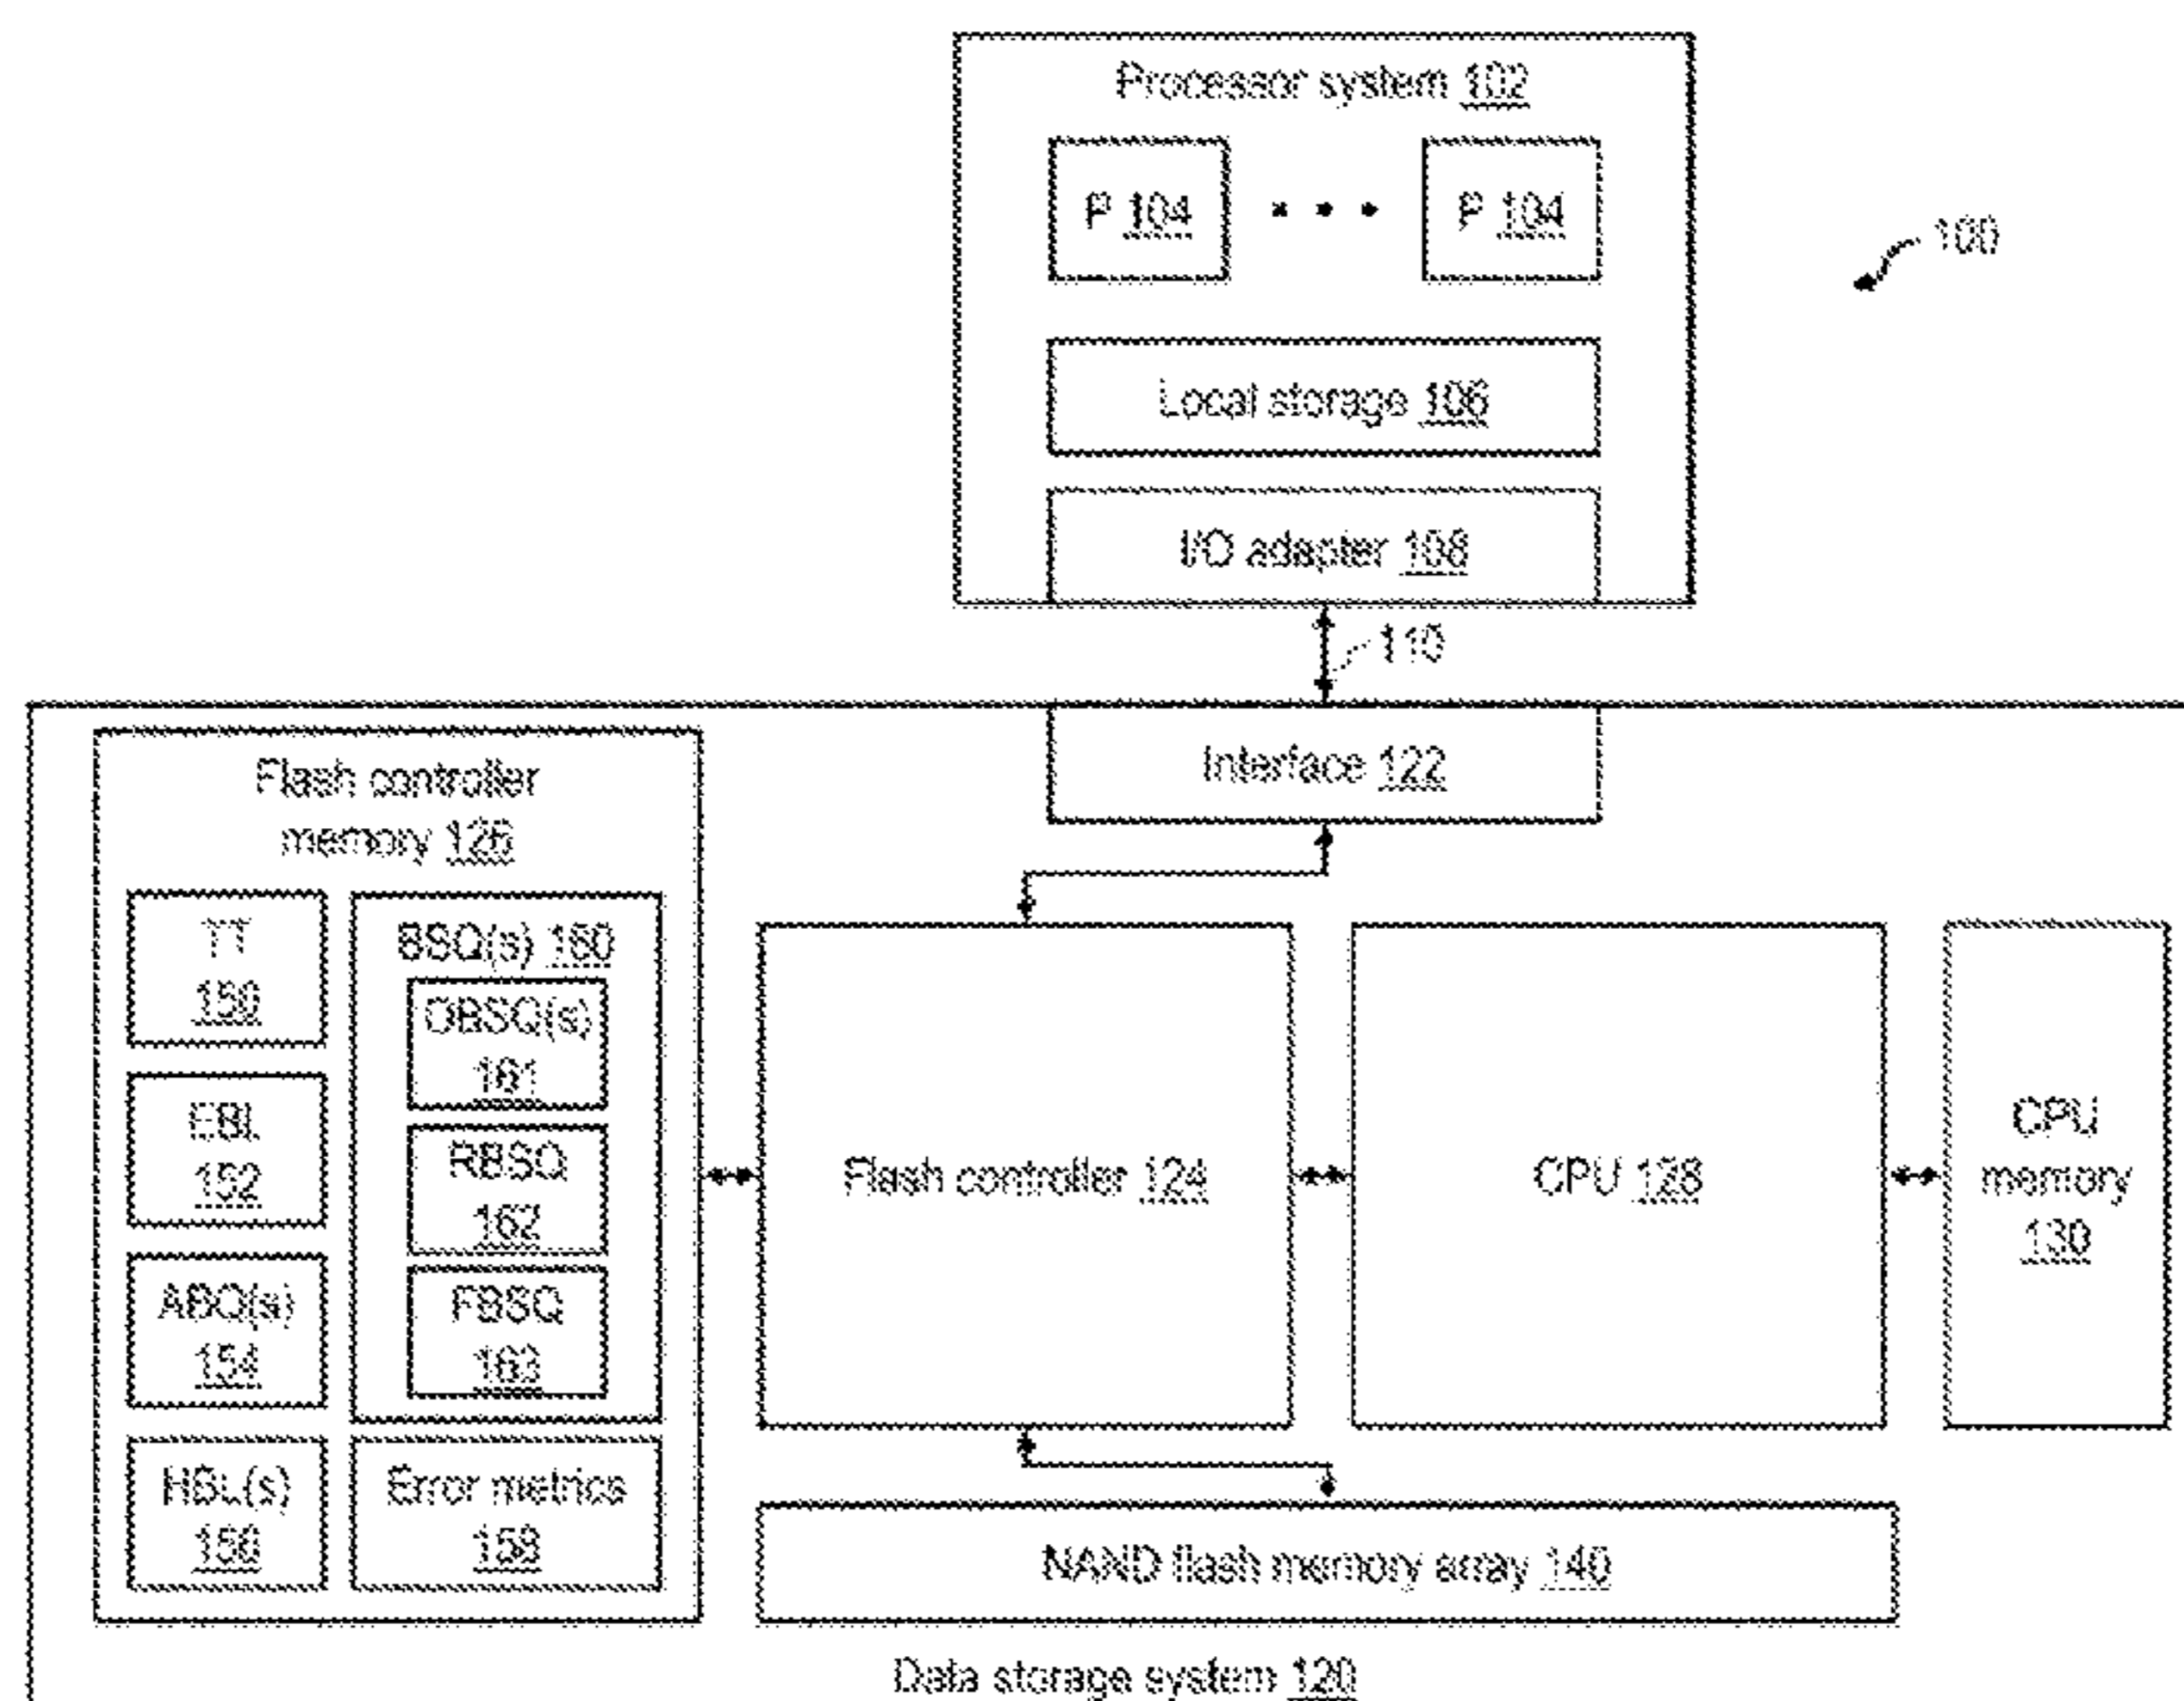 Processor system 102
P 104
• • •
P 104
100
Local storage 106
I/O adapter 108
110
Interface 122
Flash controller
memory 126
TT
150
EBL
152
ABQ(s)
154
HBL(s)
156
BSQ(s) 160
OBSQ(s)
161
RBSQ
162
FBSQ
163
Error metrics
158
Flash controller 124
CPU 128
CPU
memory
130
NAND flash memory array 140
Data storage system 120